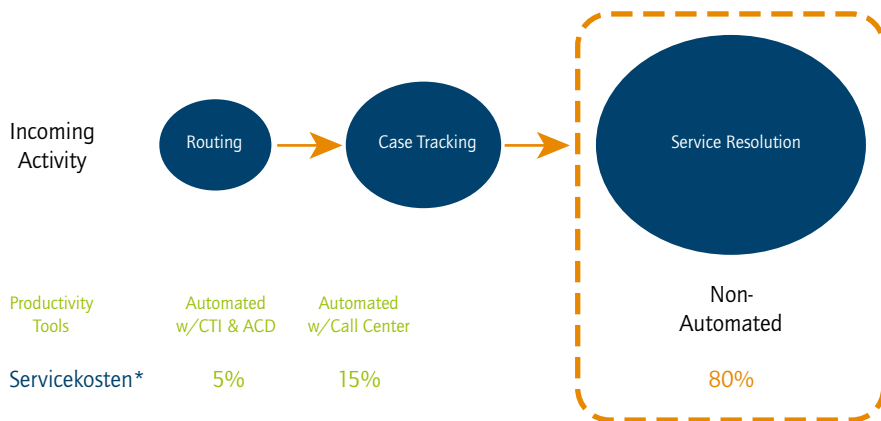 Incoming
Activity
Routing
Case Tracking
Service Resolution
Productivity
Tools
Automated
w/CTI & ACD
Automated
w/Call Center
Non-
Automated
Servicekosten*
5%
15%
80%